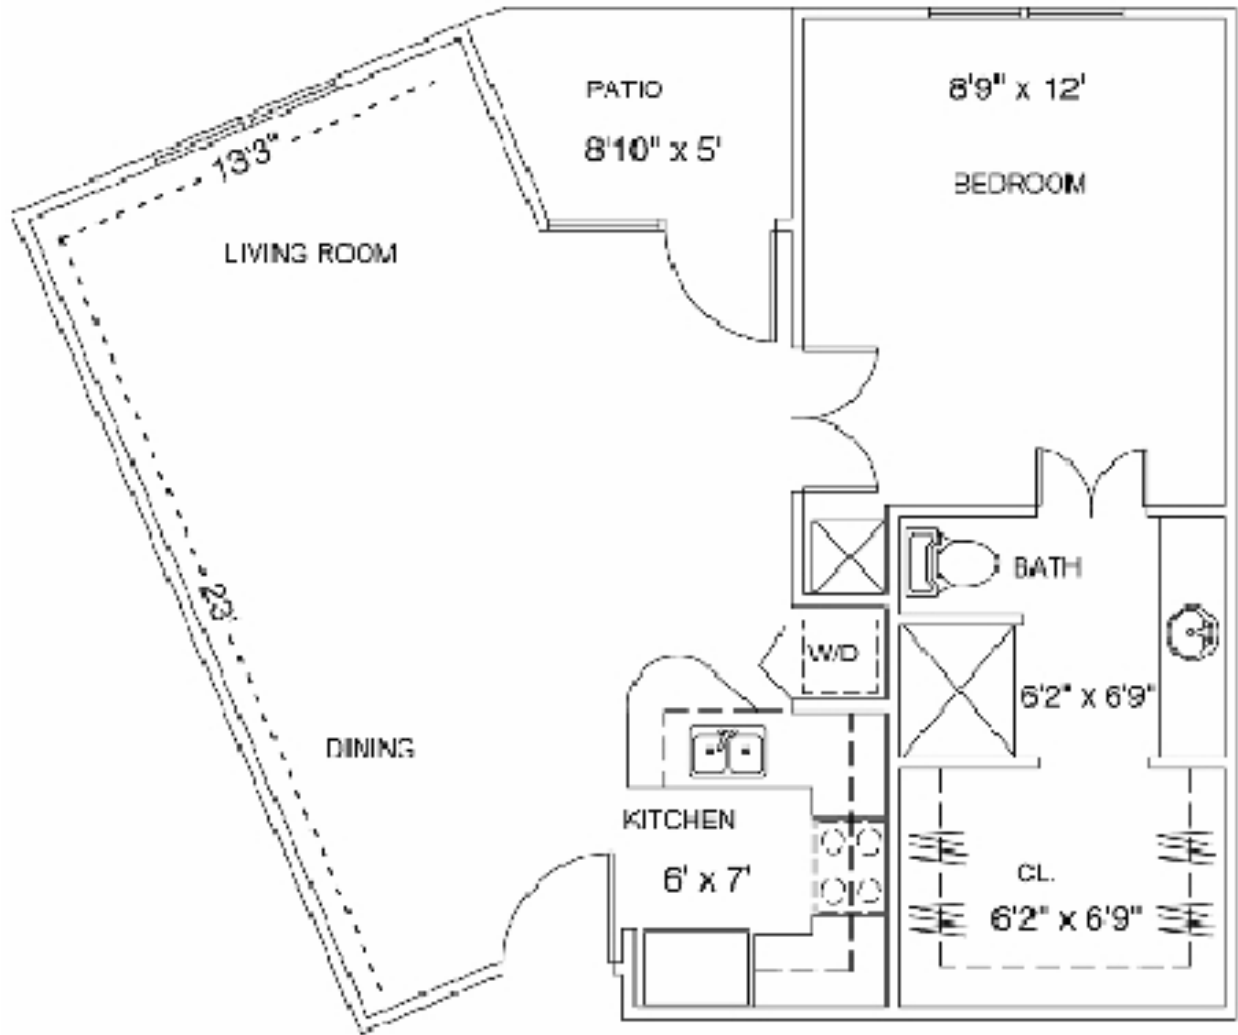 PATIO
8'10" x 5'
8'9" x 12'
BEDROOM
13'3"
LIVING ROOM
23'
BATH
W/D
6'2" x 6'9"
DINING
KITCHEN
6' x 7'
CL.
6'2" x 6'9"